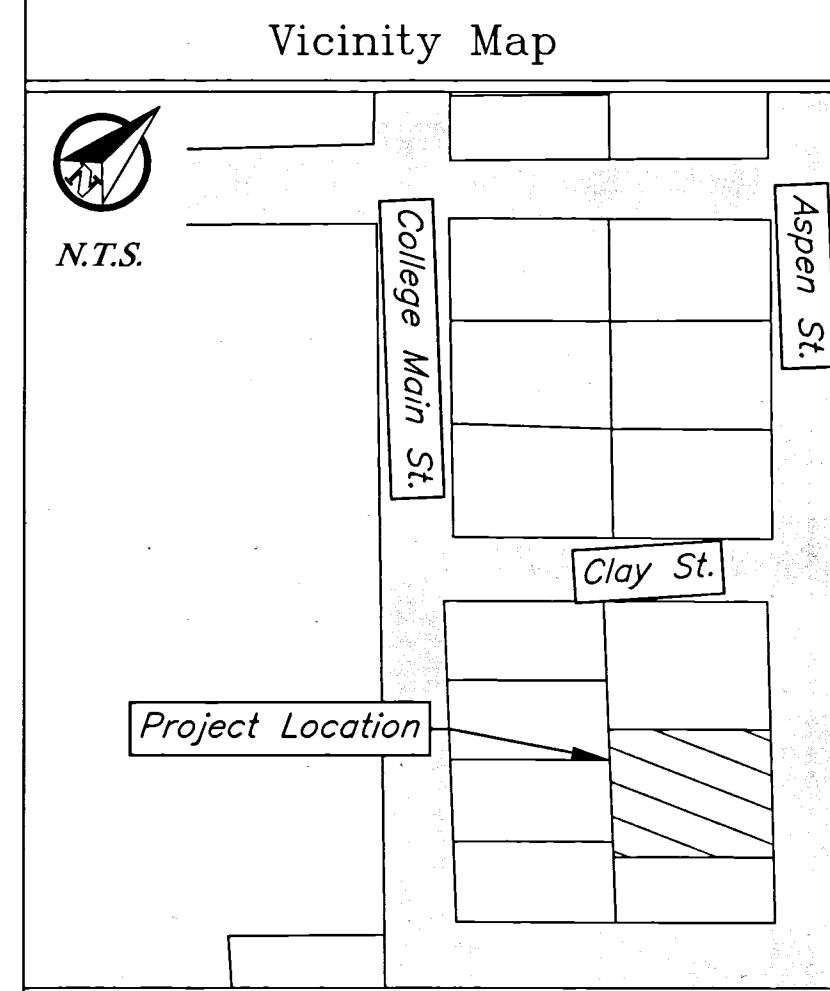 Vicinity Map
N
N.T.S.
College Main St.
Aspen St.
Clay St.
Project Location